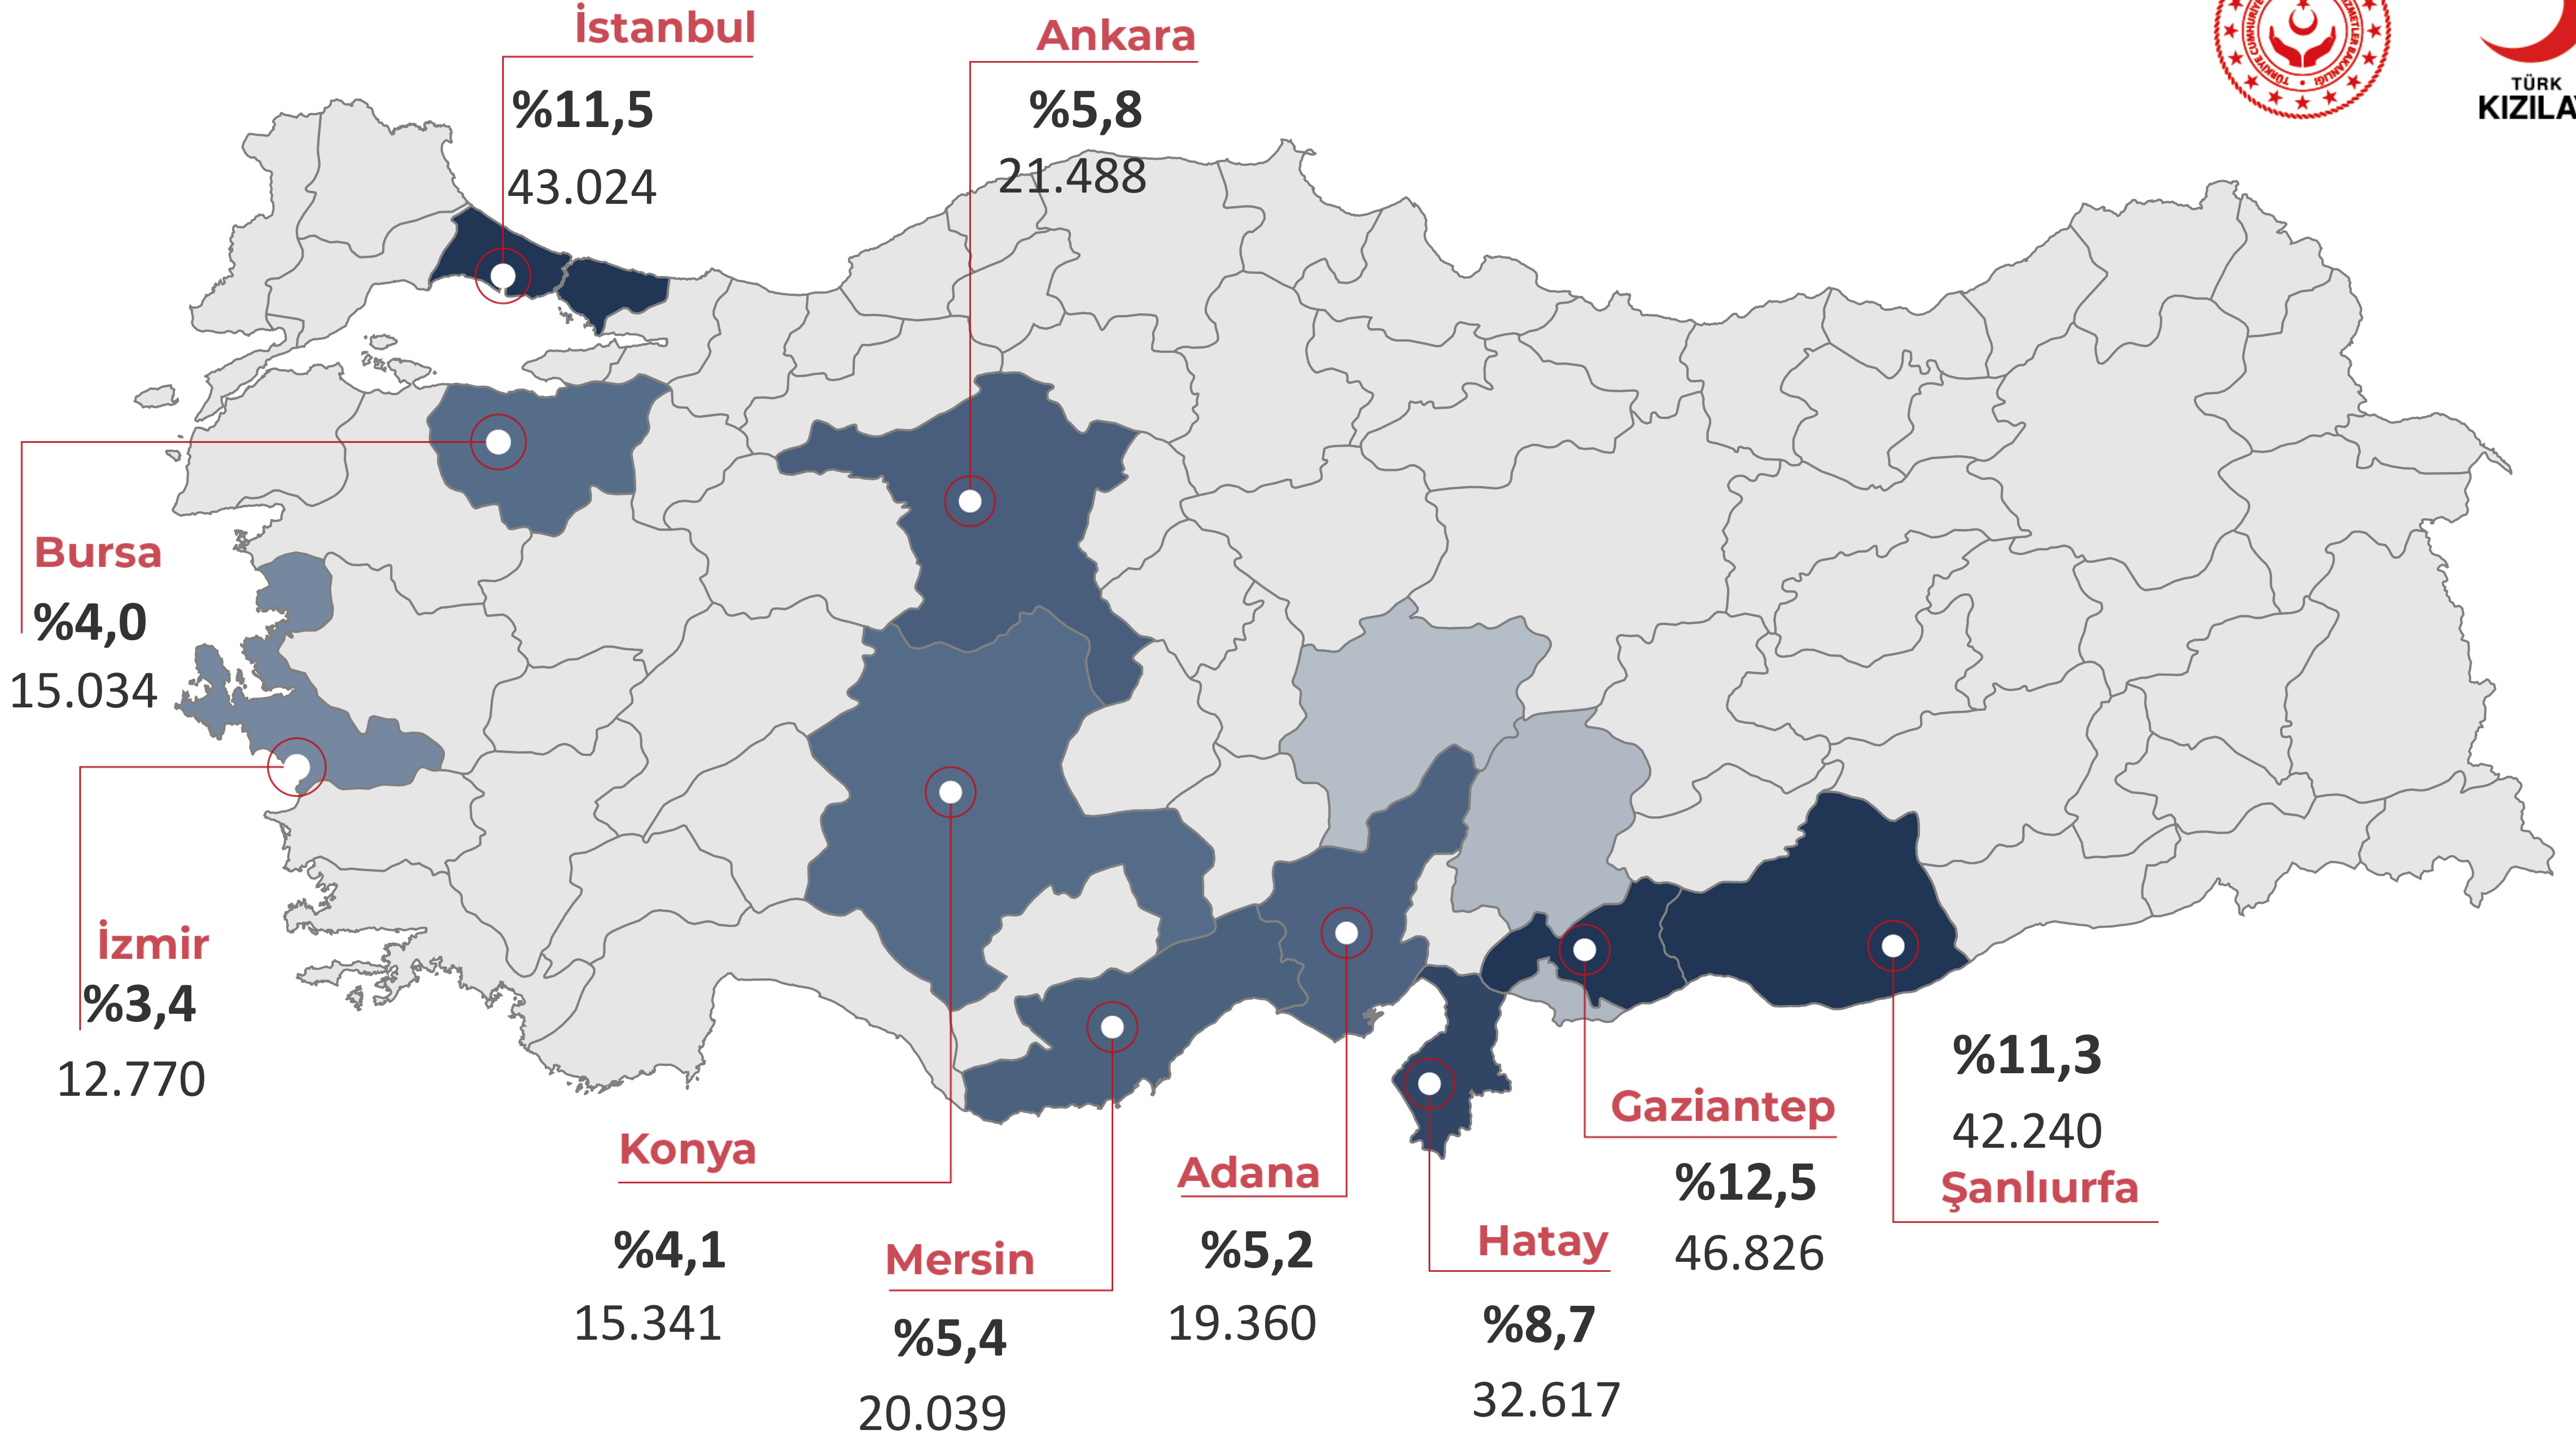 İstanbul
%11,5
43.024
Ankara
%5,8
21.488
TÜRK
KIZILA
Bursa
%4,0
15.034
İzmir
%3,4
12.770
Konya
%4,1
15.341
Mersin
%5,4
20.039
Adana
%5,2
19.360
Hatay
%8,7
32.617
Gaziantep
%12,5
46.826
%11,3
42.240
Şanlıurfa